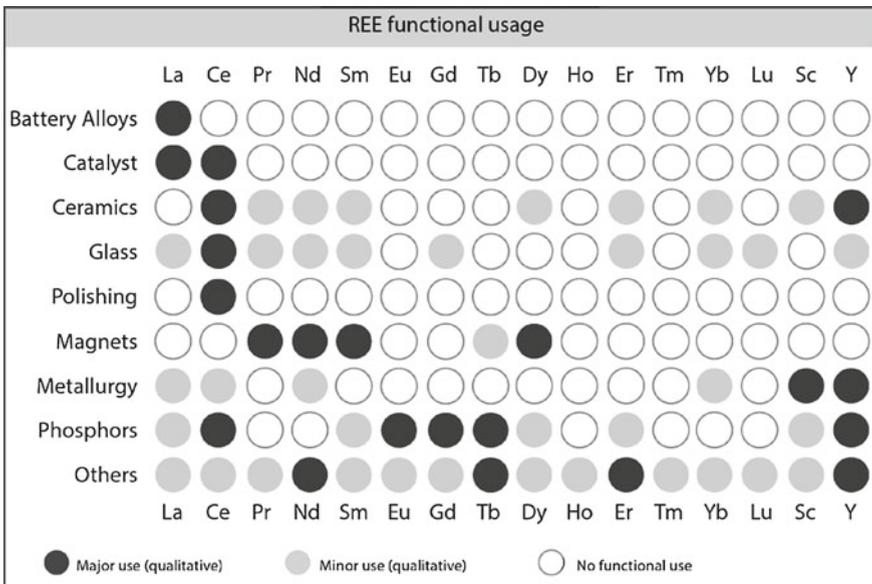 REE functional usage
La Ce Pr Nd Sm Eu Gd Tb Dy Ho Er Tm Yb Lu Sc Y
Battery Alloys
Catalyst
Ceramics
Glass
Polishing
Magnets
Metallurgy
Phosphors
Others
La Ce Pr Nd Sm Eu Gd Tb Dy Ho Er Tm Yb Lu Sc Y
Major use (qualitative) Minor use (qualitative) No functional use